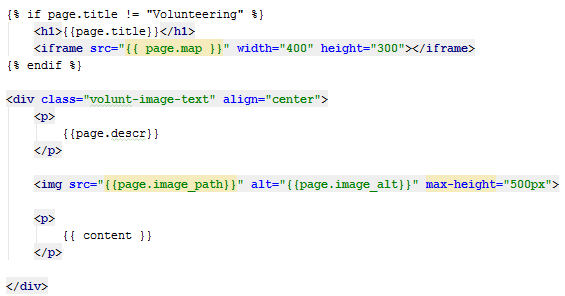 {% if page.title != "Volunteering" %}
<h1>{{page.title}}</h1>
<iframe src="{{ page.map }}" width="400" height="300"></iframe>
{% endif %}
<div class="volunt-image-text" align="center">
<p>
{{page.descr}}
</p>
<img src="{{page.image_path}}" alt="{{page.image_alt}}" max-height="500px">
<p>
{{ content }}
</p>
</div>